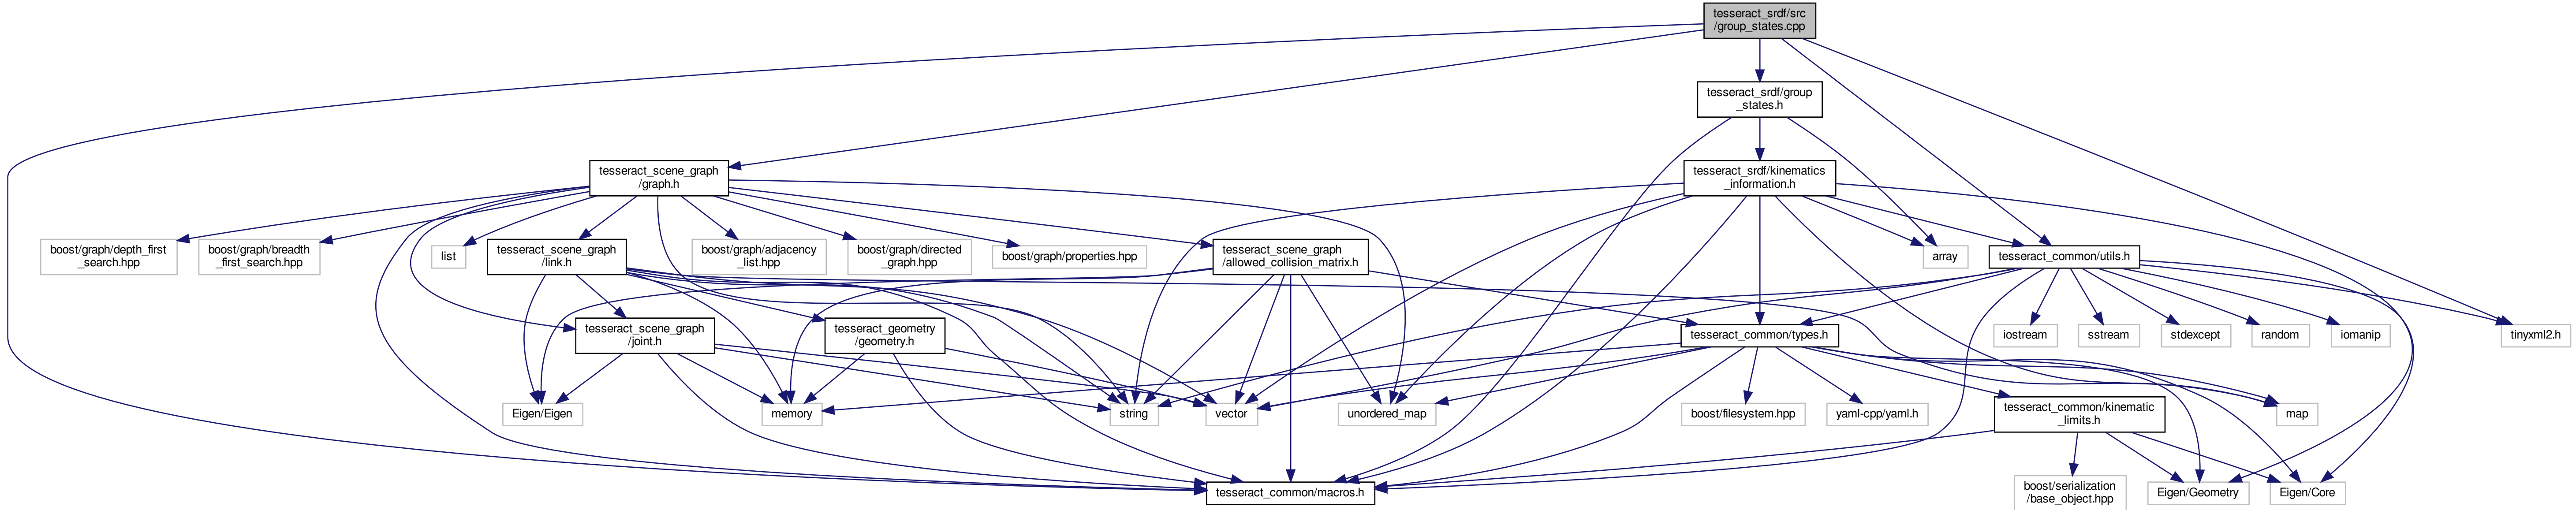 tesseract_srdf/src
/group_states.cpp
tesseract_srdf/group
_states.h
tesseract_scene_graph
/graph.h
tesseract_srdf/kinematics
_information.h
boost/graph/depth_first
_search.hpp
boost/graph/breadth
_first_search.hpp
list
tesseract_scene_graph
/link.h
boost/graph/adjacency
_list.hpp
boost/graph/directed
_graph.hpp
boost/graph/properties.hpp
tesseract_scene_graph
/allowed_collision_matrix.h
array
tesseract_common/utils.h
tesseract_scene_graph
/joint.h
tesseract_geometry
/geometry.h
tesseract_common/types.h
iostream
sstream
stdexcept
random
iomanip
tinyxml2.h
Eigen/Eigen
memory
string
vector
unordered_map
boost/filesystem.hpp
yaml-cpp/yaml.h
tesseract_common/kinematic
_limits.h
map
tesseract_common/macros.h
boost/serialization
/base_object.hpp
Eigen/Geometry
Eigen/Core